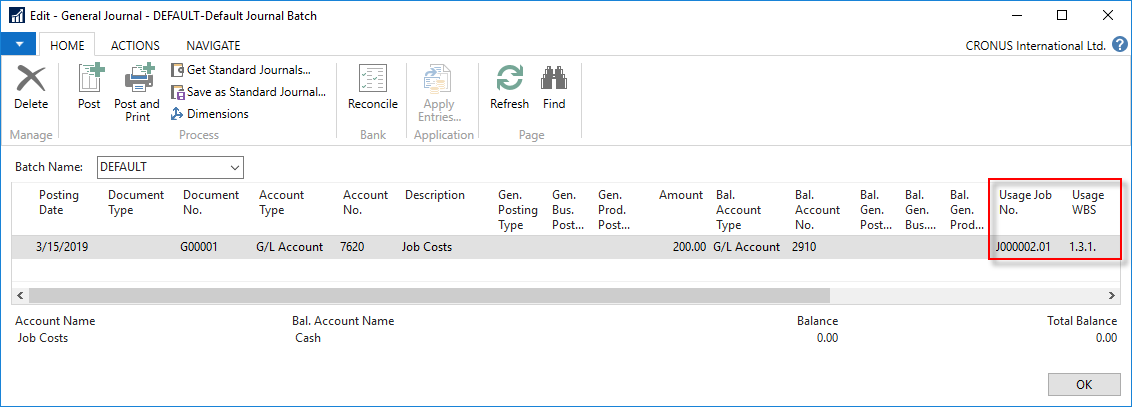 Edit - General Journal - DEFAULT-Default Journal Batch
HOME ACTIONS NAVIGATE CRONUS International Ltd. ?
Get Standard Journals...
Save as Standard Journal...
Dimensions
Delete
Post
Post and
Print
Reconcile
Apply
Entries...
Refresh
Find
Manage Process Bank Application Page
Batch Name: DEFAULT
Posting Document Document Account Account Description Gen. Gen. Gen. Amount Bal. Bal. Bal. Bal. Bal. Usage Job Usage
Date Type No. Type No. Posting Bus. Prod. Account Account Gen. Gen. Gen. No. WBS
Type Post... Post... Type No. Post... Bus.... Prod...
3/15/2019 G00001 G/L Account 7620 Job Costs 200.00 G/L Account 2910 J000002.01 1.3.1.
Account Name Bal. Account Name Balance Total Balance
Job Costs Cash 0.00 0.00
OK